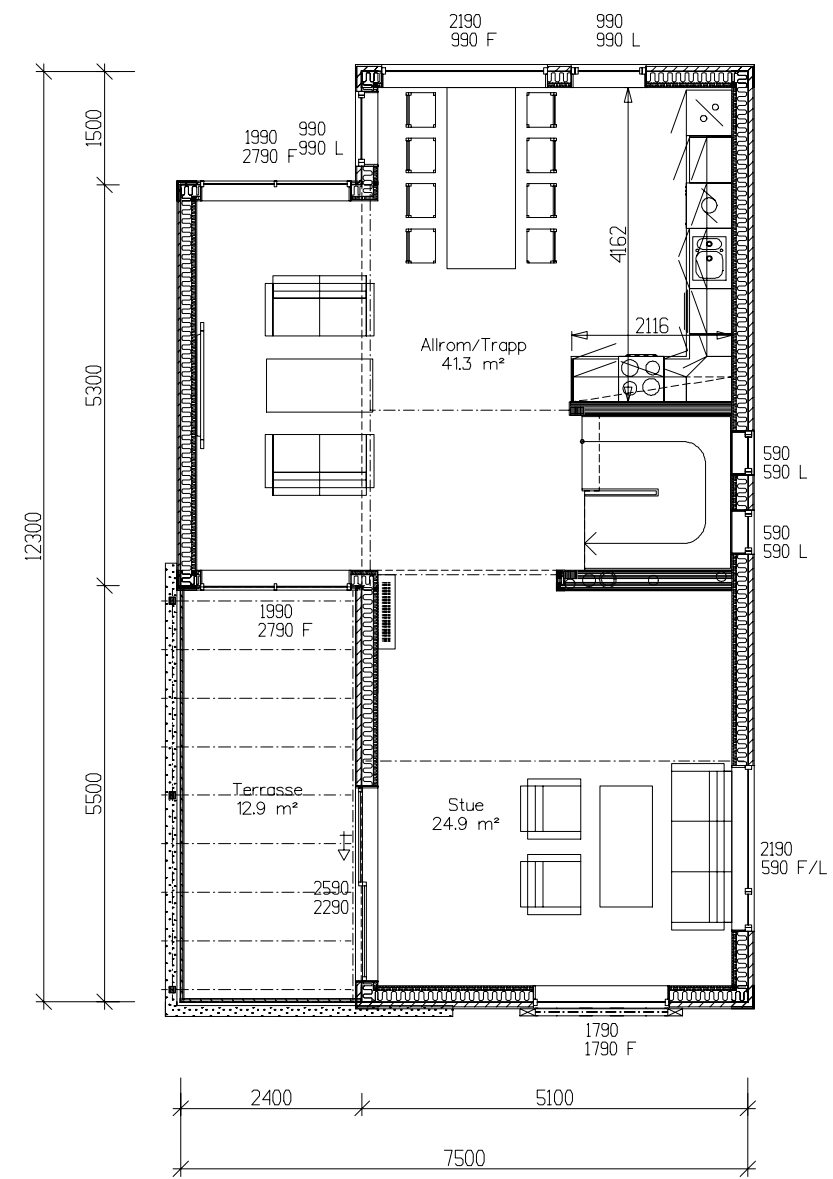 2190
990 F
990
990 L
1500
1990
2790 F
990
990 L
4162
2116
Allrom/Trapp
41.3 m²
5300
12300
590
590 L
590
590 L
1990
2790 F
5500
Terrasse
12.9 m²
Stue
24.9 m²
2190
590 F/L
2590
2290
1790
1790 F
2400
5100
7500